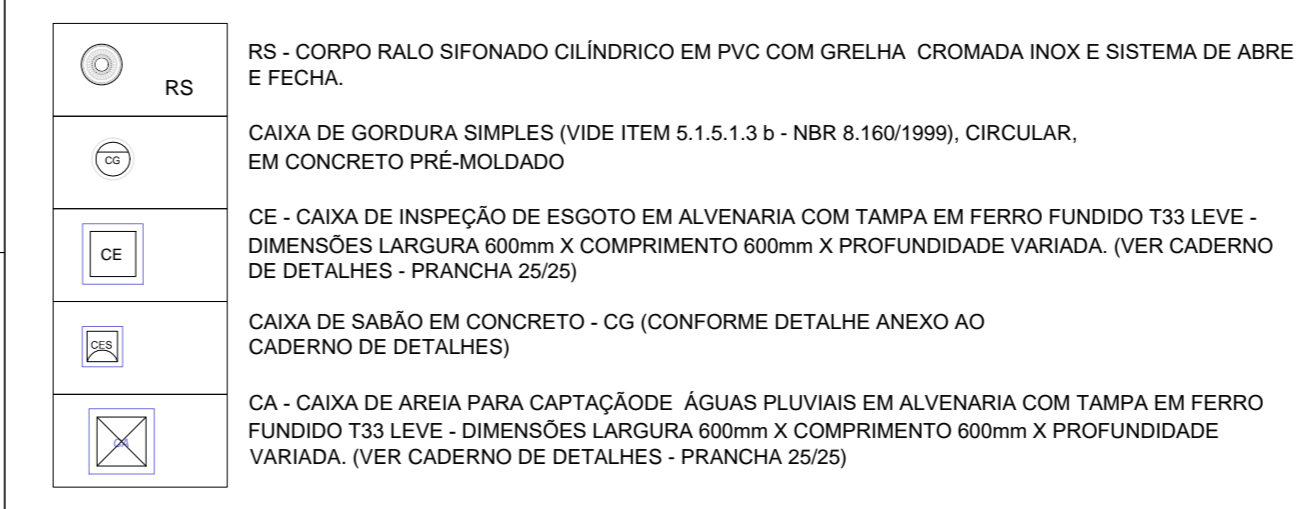 RS - CORPO RALO SIFONADO CILÍNDRICO EM PVC COM GRELHA CROMADA INOX E SISTEMA DE ABRE
E FECHA.
RS
CAIXA DE GORDURA SIMPLES (VIDE ITEM 5.1.5.1.3 b - NBR 8.160/1999), CIRCULAR,
CG
EM CONCRETO PRÉ-MOLDADO
CE - CAIXA DE INSPEÇÃO DE ESGOTO EM ALVENARIA COM TAMPA EM FERRO FUNDIDO T33 LEVE -
CE
DIMENSÕES LARGURA 600mm X COMPRIMENTO 600mm X PROFUNDIDADE VARIADA. (VER CADERNO
DE DETALHES - PRANCHA 25/25)
CAIXA DE SABÃO EM CONCRETO - CG (CONFORME DETALHE ANEXO AO
CES
CADERNO DE DETALHES)
CA - CAIXA DE AREIA PARA CAPTAÇÃODE ÁGUAS PLUVIAIS EM ALVENARIA COM TAMPA EM FERRO
CA
FUNDIDO T33 LEVE - DIMENSÕES LARGURA 600mm X COMPRIMENTO 600mm X PROFUNDIDADE
VARIADA. (VER CADERNO DE DETALHES - PRANCHA 25/25)